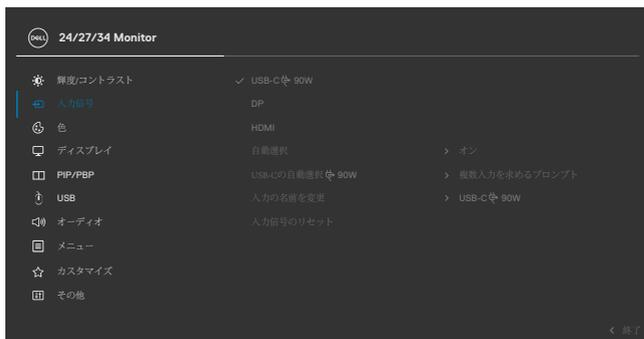 DELL
24/27/34 Monitor
輝度/コントラスト
✓ USB-C 90W
入力信号
DP
色
HDMI
ディスプレイ
自動選択 > オン
PIP/PBP
USB-Cの自動選択 90W > 複数入力を求めるプロンプト
USB
入力の名前を変更 > USB-C 90W
オーディオ
入力信号のリセット
メニュー
カスタマイズ
その他
< 終了